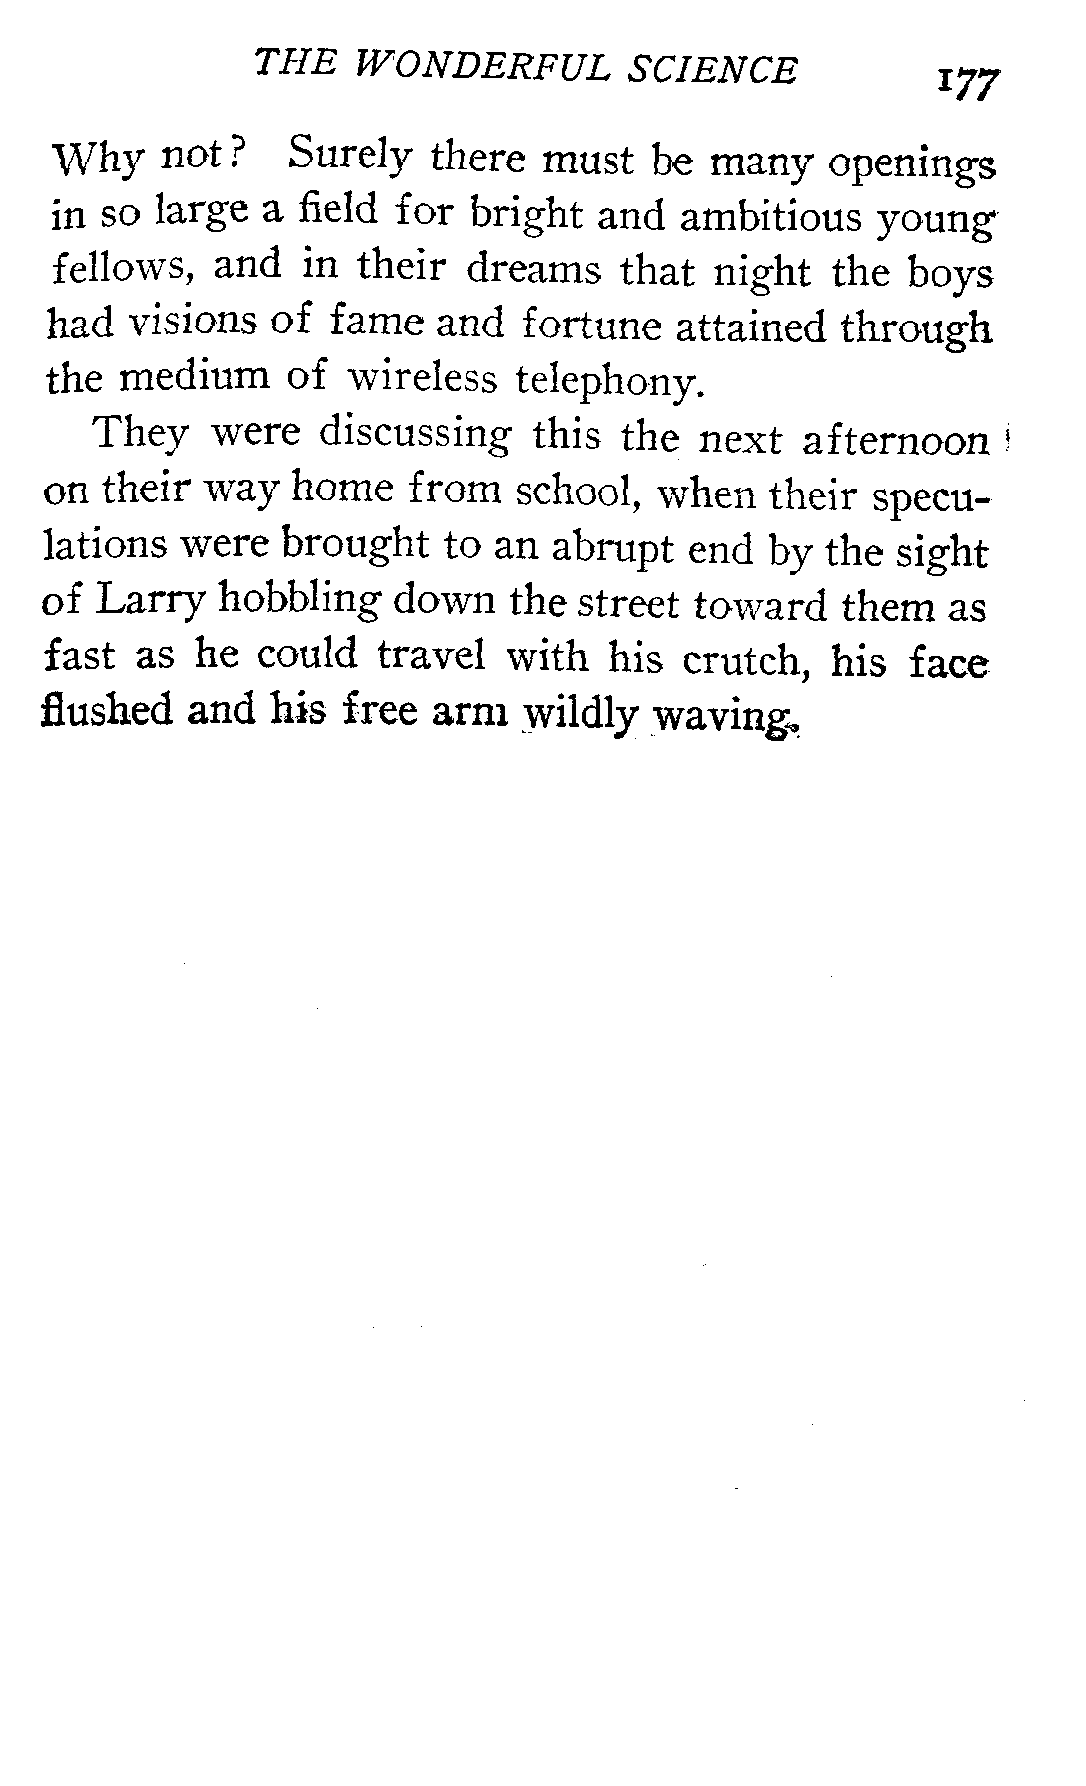 THE WONDERFUL SCIENCE 177
Why not? Surely there must be many openings
in so large a field for bright and ambitious young
fellows, and in their dreams that night the boys
had visions of fame and fortune attained through
the medium of wireless telephony.
They were discussing this the next afternoon
on their way home from school, when their specu-
lations were brought to an abrupt end by the sight
of Larry hobbling down the street toward them as
fast as he could travel with his crutch, his face
flushed and his free arm wildly waving.